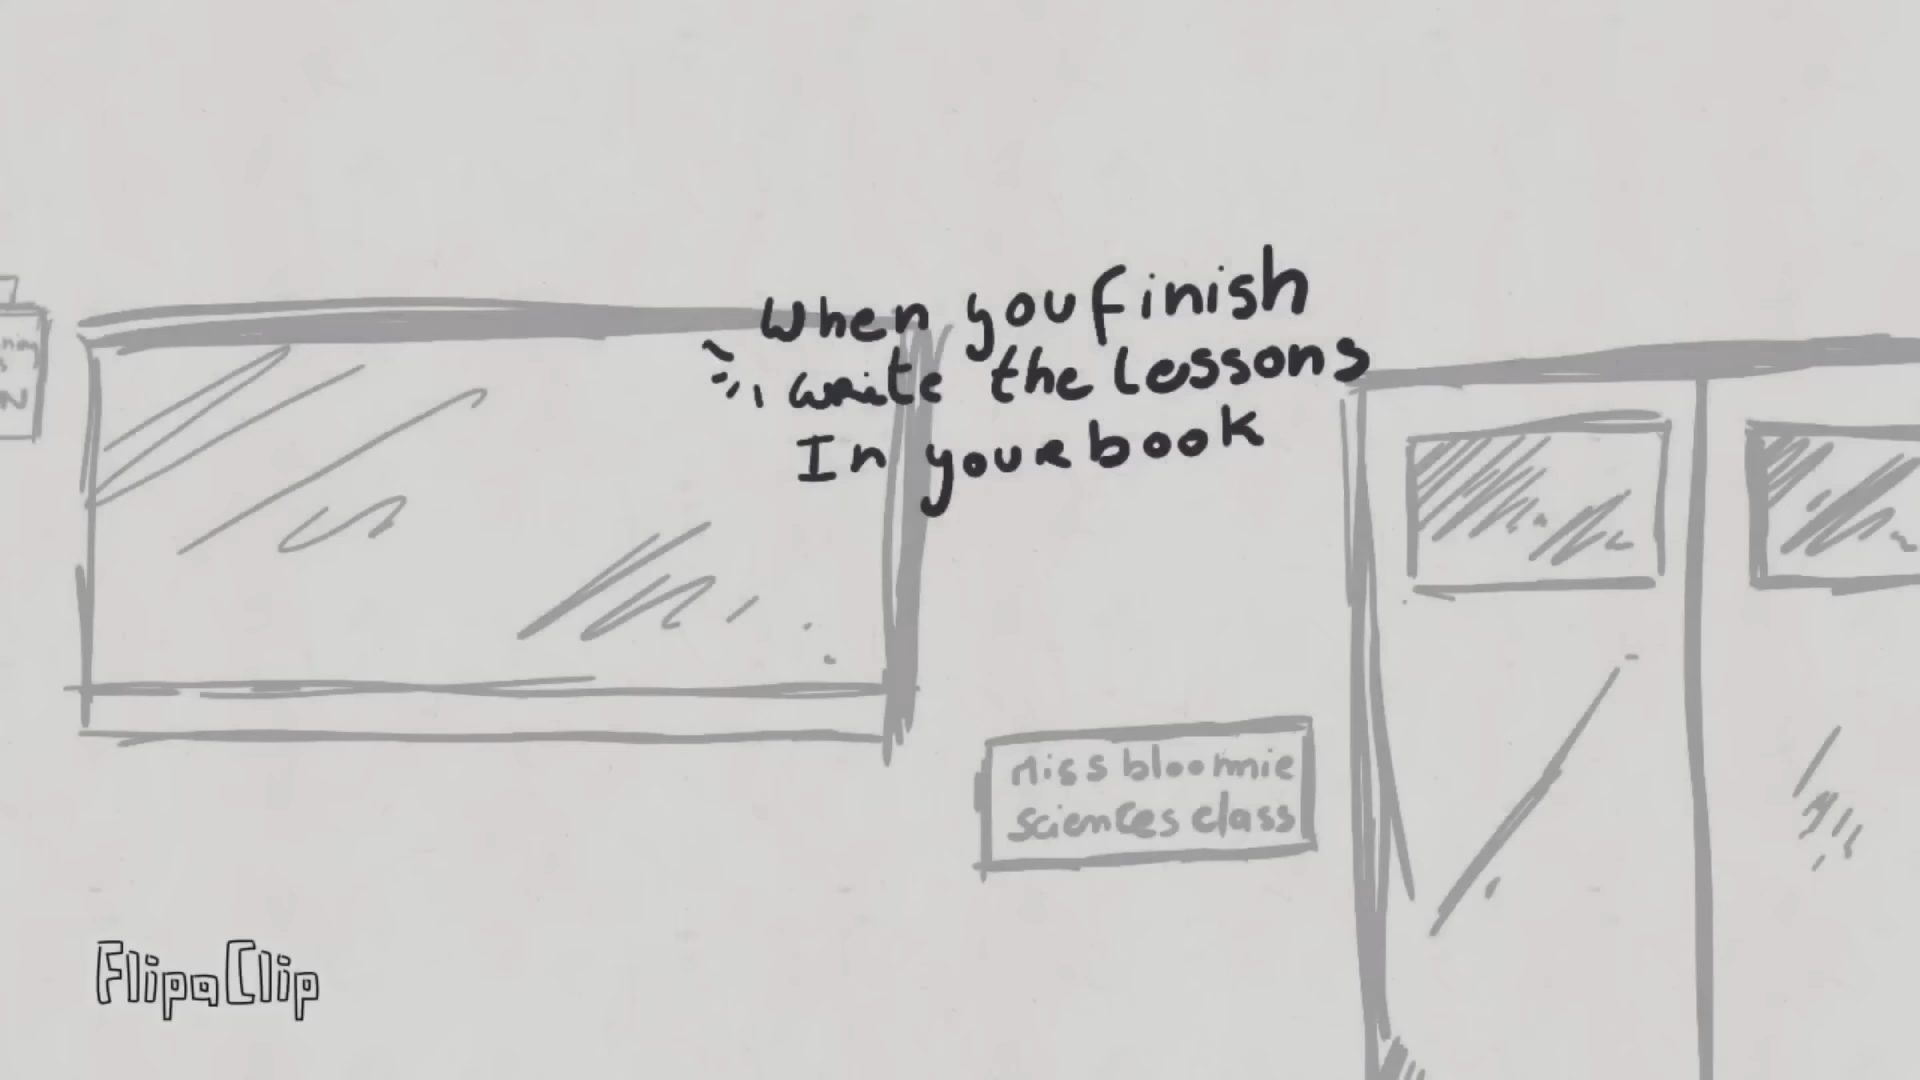 When you finish
write the Lessons
In your book
Miss bloomie
sciences class
FlipaClip